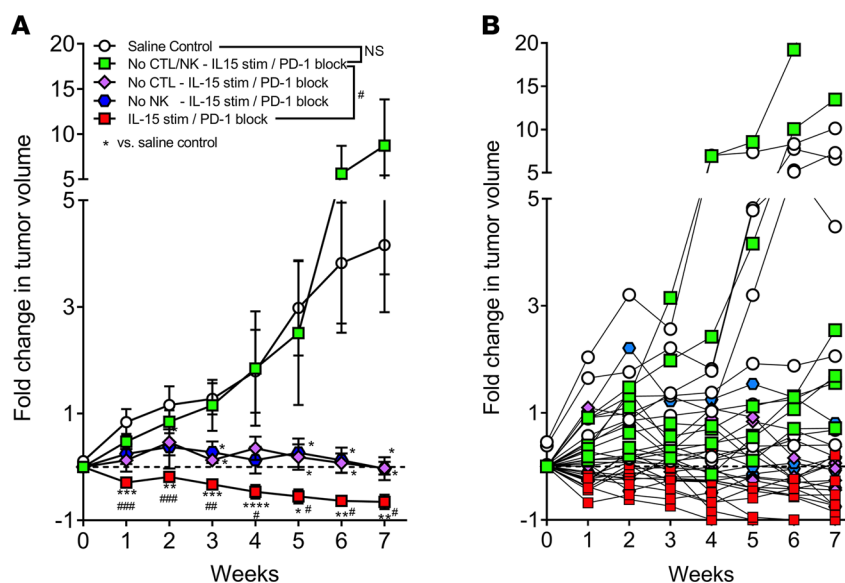 A
Fold change in tumor volume
20
15
10
5
5
3
1
-1
Saline Control
No CTL/NK - IL15 stim / PD-1 block
No CTL - IL-15 stim / PD-1 block
No NK - IL-15 stim / PD-1 block
IL-15 stim / PD-1 block
* vs. saline control
NS
#
*
*
*
*
*
*
*
*
***
###
**
###
***
##
****
#
* #
**#
** #
0 1 2 3 4 5 6 7
Weeks
B
Fold change in tumor volume
20
15
10
5
5
3
1
-1
0 1 2 3 4 5 6 7
Weeks